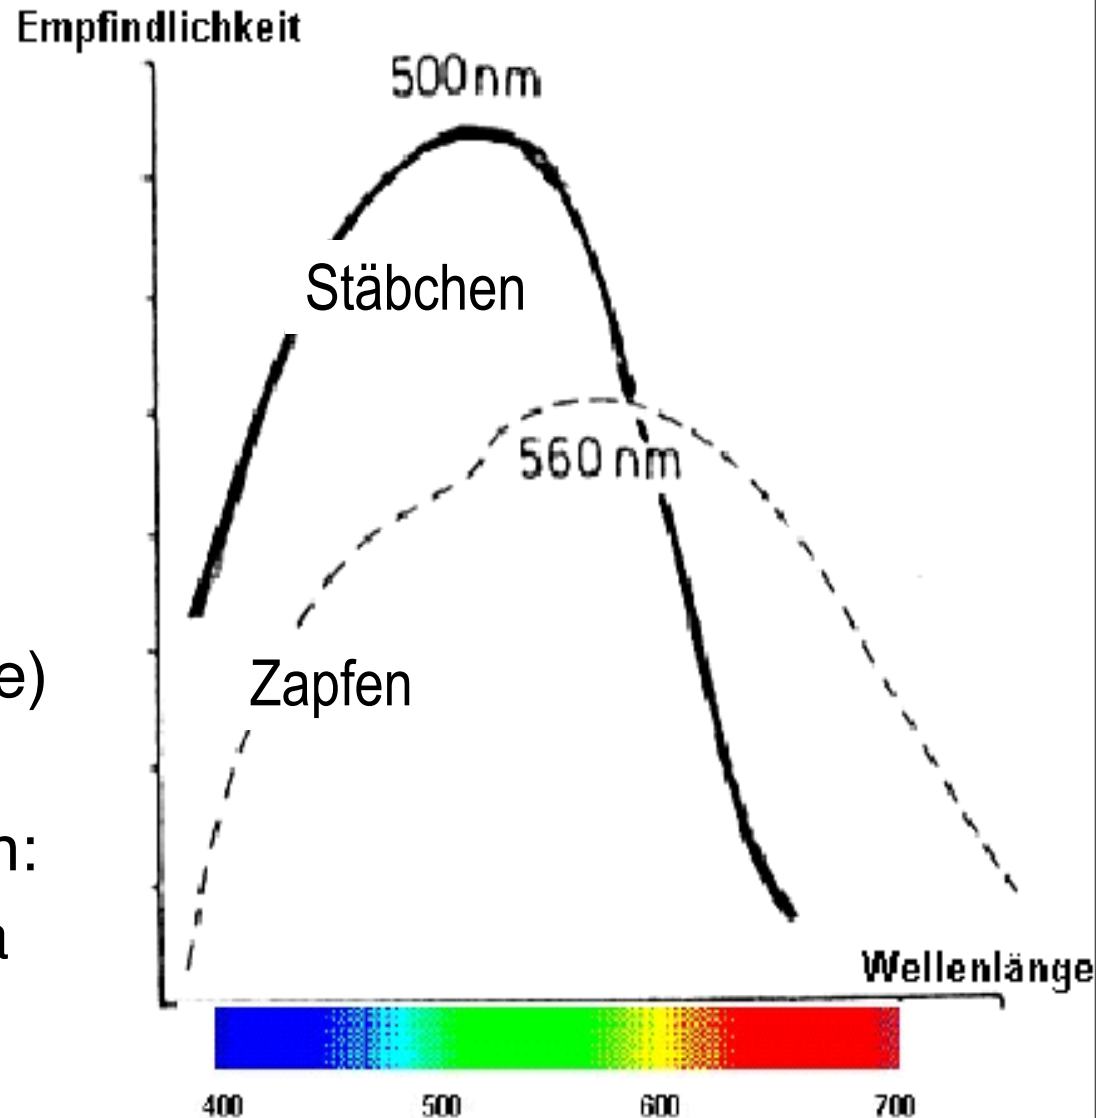 Empfindlichkeit
500nm
Stäbchen
560 nm
e)
Zapfen
n:
a
Wellenlänge
400 500 600 700